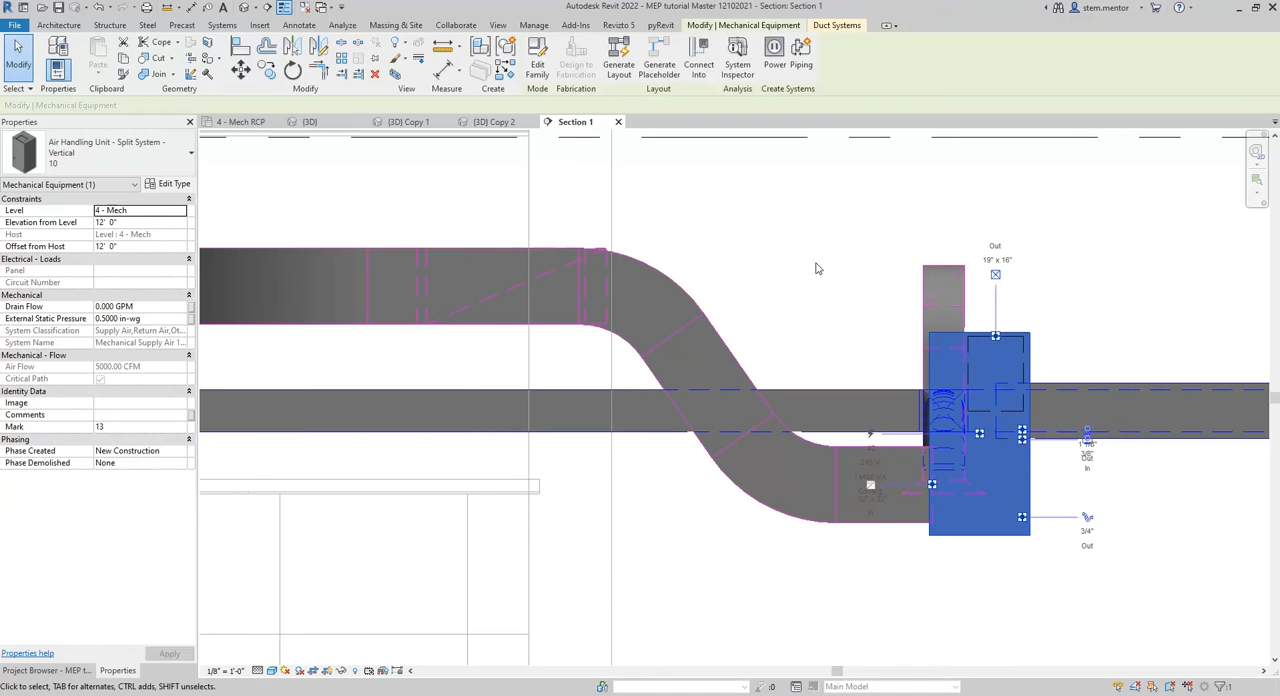 Autodesk Revit 2022 - MEP tutorial Master 12102021 - Section: Section 1
stem.mentor
File Architecture Structure Steel Precast Systems Insert Annotate Analyze Massing & Site Collaborate View Manage Add-Ins Revizto 5 pyRevit Modify | Mechanical Equipment Duct Systems
Modify
Properties
Paste
Cope
Cut
Join
Edit Family
Design to Fabrication
Generate Layout
Generate Placeholder
Connect Into
System Inspector
Power Piping
Select Properties Clipboard Geometry Modify View Measure Create Mode Fabrication Layout Analysis Create Systems
Modify | Mechanical Equipment
Properties
4 - Mech RCP
{3D}
{3D} Copy 1
{3D} Copy 2
Section 1
Air Handling Unit - Split System - Vertical
10
Mechanical Equipment (1)
Edit Type
Constraints
Level 4 - Mech
Elevation from Level 12' 0"
Host Level : 4 - Mech
Offset from Host 12' 0"
Electrical - Loads
Panel
Circuit Number
Mechanical
Drain Flow 0.000 GPM
External Static Pressure 0.5000 in-wg
System Classification Supply Air,Return Air,Ot...
System Name Mechanical Supply Air 1...
Mechanical - Flow
Air Flow 5000.00 CFM
Critical Path
Identity Data
Image
Comments
Mark 13
Phasing
Phase Created New Construction
Phase Demolished None
Out
19" x 16"
3/8"
Out
In
3/4"
Out
In
Properties help
Apply
Project Browser - MEP t...
Properties
1/8" = 1'-0"
Click to select, TAB for alternates, CTRL adds, SHIFT unselects.
:0
Main Model
:1